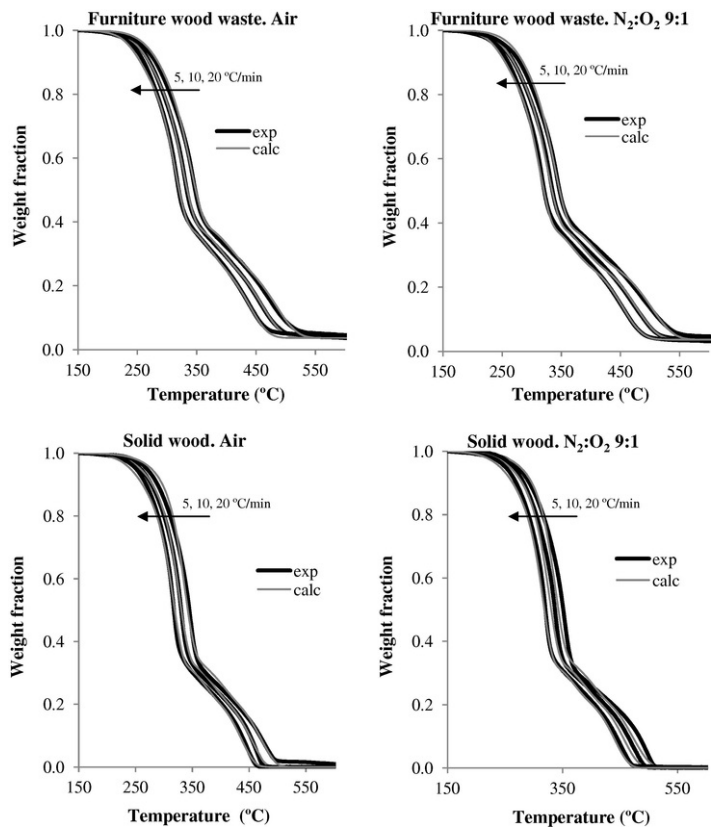 Furniture wood waste. Air
1.0
0.8
0.6
0.4
0.2
0.0
Weight fraction
5, 10, 20 ºC/min
exp
calc
150
250
350
450
550
Temperature (ºC)
Furniture wood waste. N₂:O₂ 9:1
1.0
0.8
0.6
0.4
0.2
0.0
Weight fraction
5, 10, 20 ºC/min
exp
calc
150
250
350
450
550
Temperature (ºC)
Solid wood. Air
1.0
0.8
0.6
0.4
0.2
0.0
Weight fraction
5, 10, 20 ºC/min
exp
calc
150
250
350
450
550
Temperature (ºC)
Solid wood. N₂:O₂ 9:1
1.0
0.8
0.6
0.4
0.2
0.0
Weight fraction
5, 10, 20 ºC/min
exp
calc
150
350
550
Temperature (ºC)